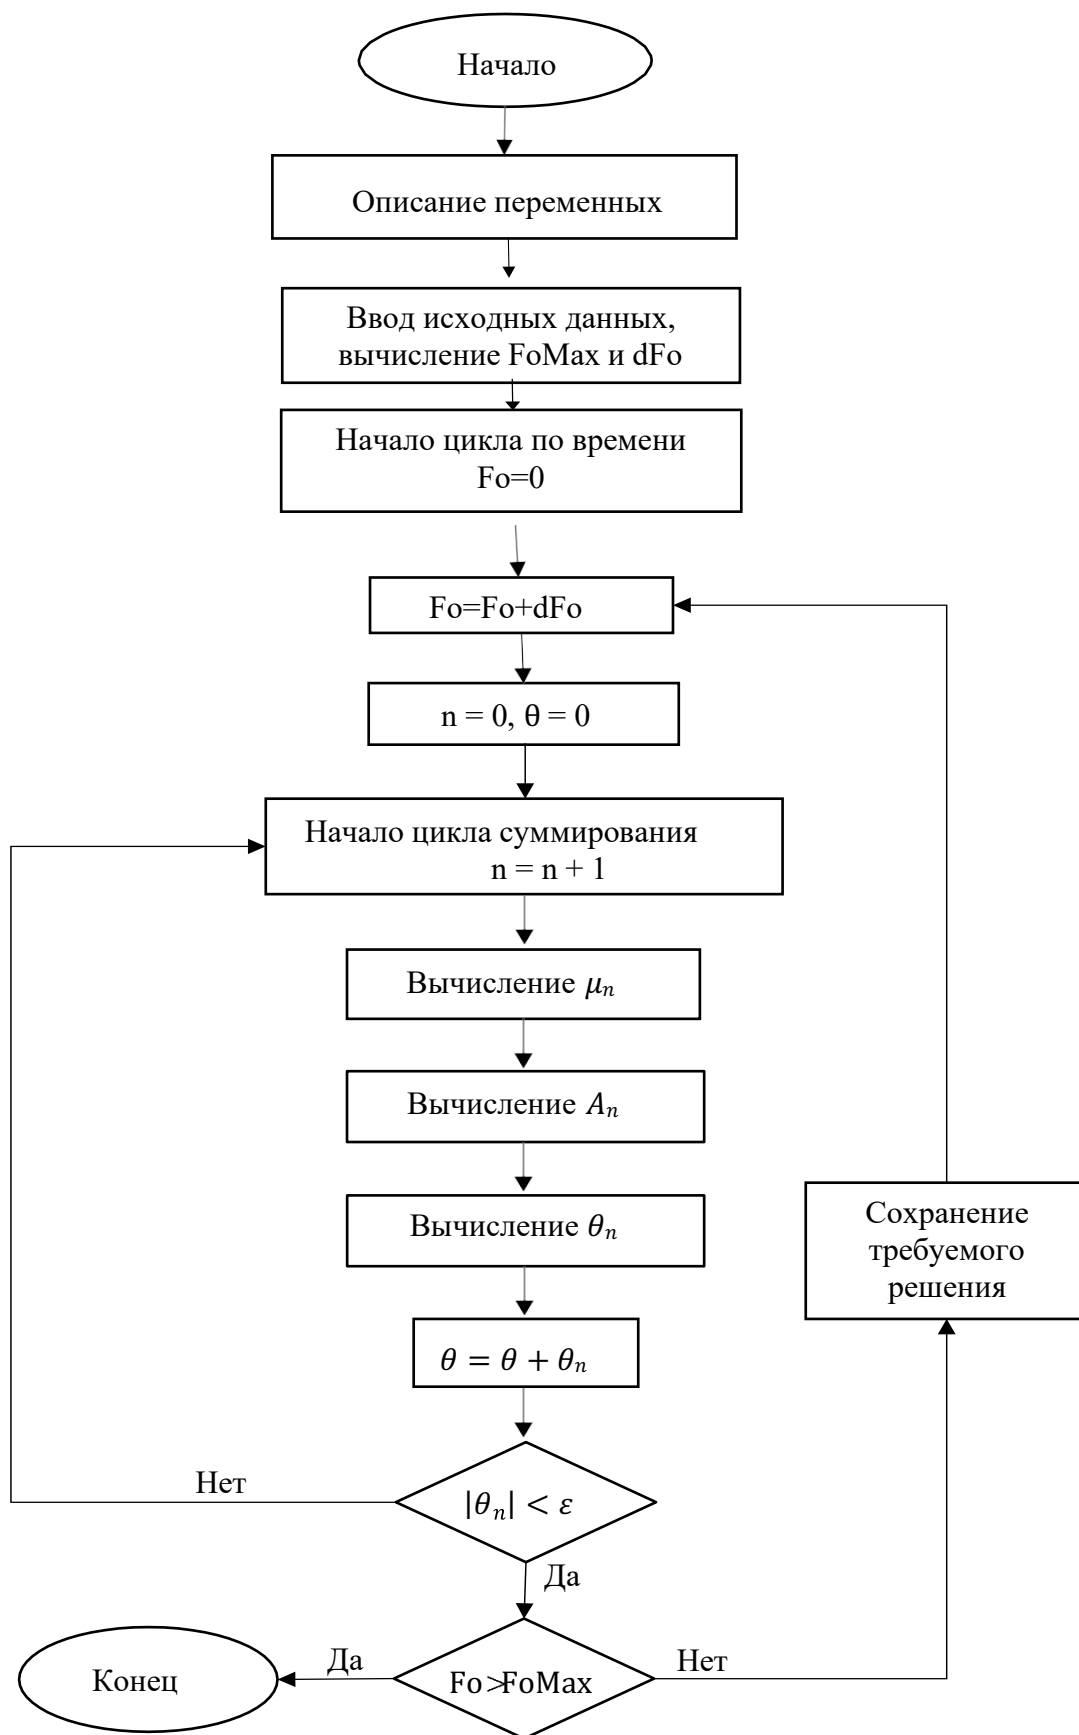 Начало
Описание переменных
Ввод исходных данных,
вычисление FoMax и dFo
Начало цикла по времени
Fo=0
Fo=Fo+dFo
n = 0, θ = 0
Начало цикла суммирования
n = n + 1
Вычисление μₙ
Вычисление Aₙ
Вычисление θₙ
Сохранение
требуемого
решения
θ = θ + θₙ
Нет
|θₙ| < ε
Да
Конец
Да
Fo>FoMax
Нет